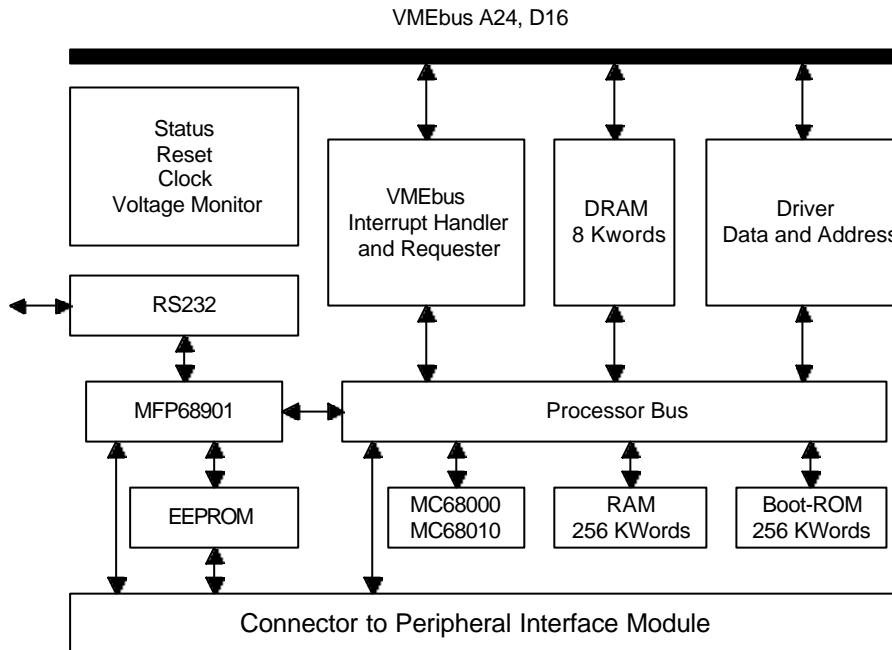 VMEbus A24, D16
Status
Reset
Clock
Voltage Monitor
VMEbus
Interrupt Handler
and Requester
DRAM
8 Kwords
Driver
Data and Address
RS232
MFP68901
Processor Bus
EEPROM
MC68000
MC68010
RAM
256 KWords
Boot-ROM
256 KWords
Connector to Peripheral Interface Module